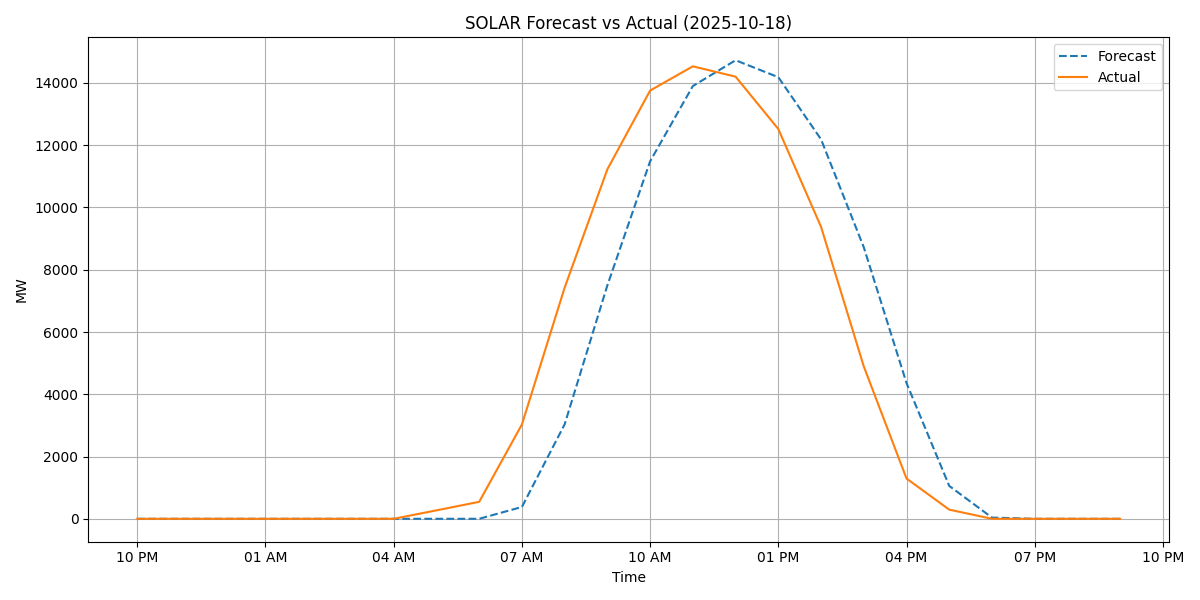 SOLAR Forecast vs Actual (2025-10-18)
Forecast
Actual
14000
12000
10000
8000
6000
4000
2000
0
MW
10 PM
01 AM
04 AM
07 AM
10 AM
01 PM
04 PM
07 PM
10 PM
Time